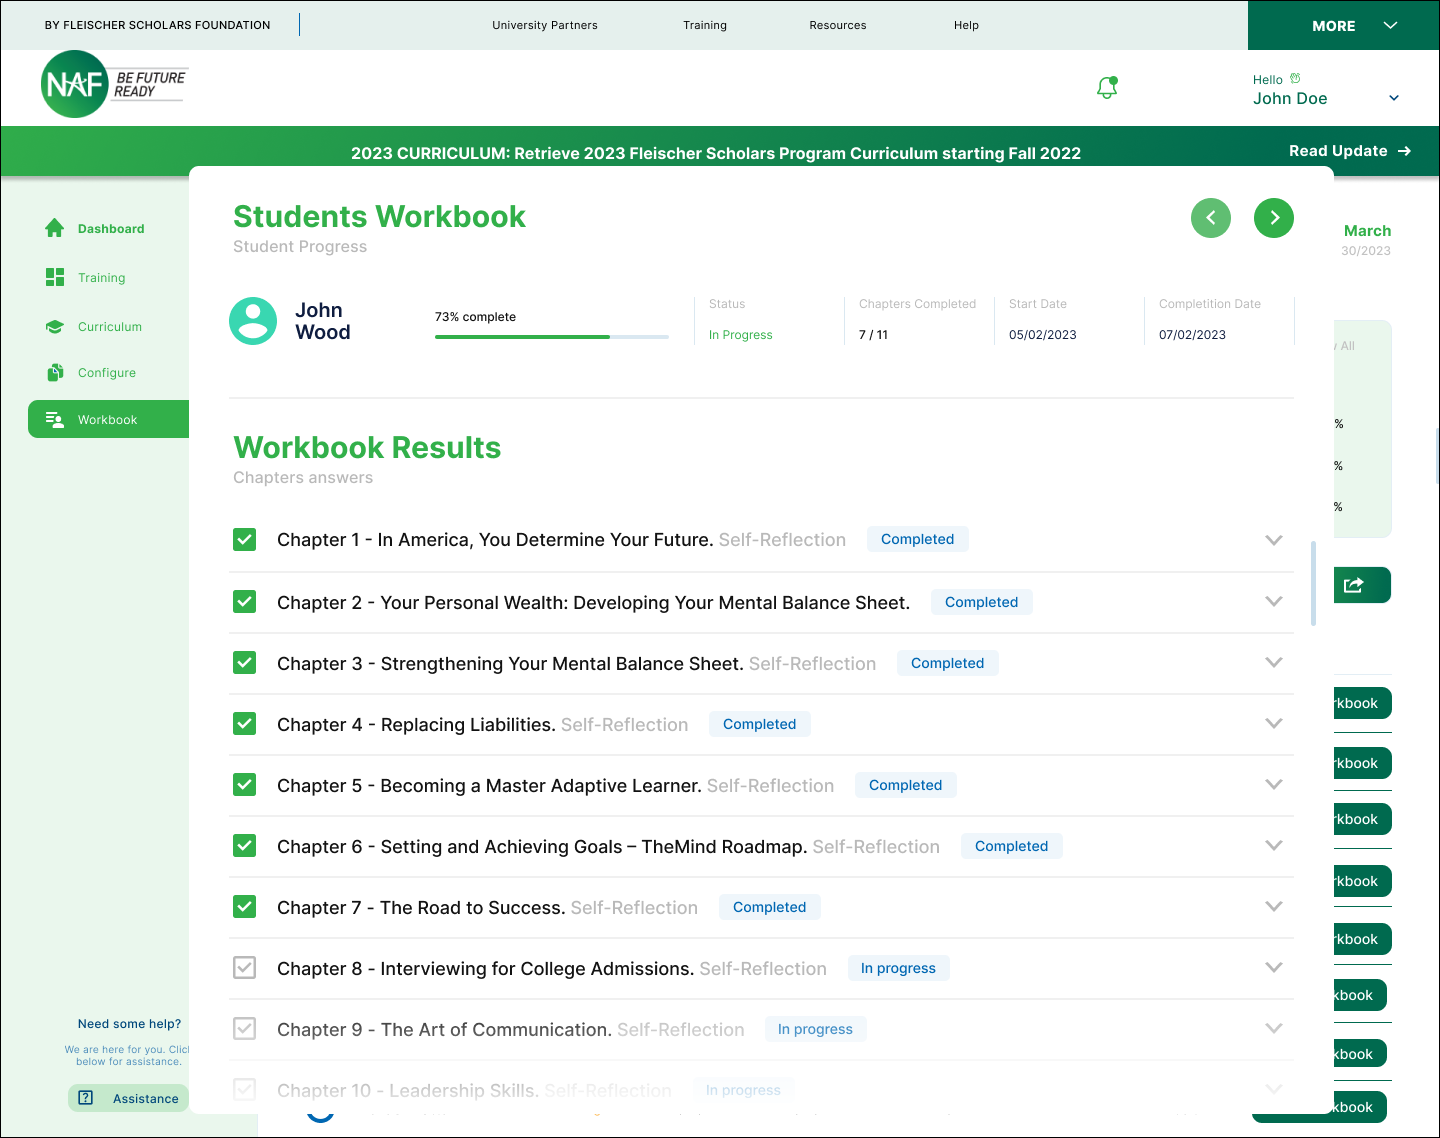 BY FLEISCHER SCHOLARS FOUNDATION
University Partners
Training
Resources
Help
MORE
NAF
BE FUTURE
READY
Hello
John Doe
2023 CURRICULUM: Retrieve 2023 Fleischer Scholars Program Curriculum starting Fall 2022
Read Update
Dashboard
Training
Curriculum
Configure
Workbook
Need some help?
We are here for you. Click
below for assistance.
Assistance
Students Workbook
Student Progress
John
Wood
73% complete
Status
In Progress
Chapters Completed
7 / 11
Start Date
05/02/2023
Competition Date
07/02/2023
Workbook Results
Chapters answers
Chapter 1 - In America, You Determine Your Future. Self-Reflection Completed
Chapter 2 - Your Personal Wealth: Developing Your Mental Balance Sheet. Completed
Chapter 3 - Strengthening Your Mental Balance Sheet. Self-Reflection Completed
Chapter 4 - Replacing Liabilities. Self-Reflection Completed
Chapter 5 - Becoming a Master Adaptive Learner. Self-Reflection Completed
Chapter 6 - Setting and Achieving Goals – TheMind Roadmap. Self-Reflection Completed
Chapter 7 - The Road to Success. Self-Reflection Completed
Chapter 8 - Interviewing for College Admissions. Self-Reflection In progress
Chapter 9 - The Art of Communication. Self-Reflection In progress
Chapter 10 - Leadership Skills. Self-Reflection In progress
March
30/2023
All
%
%
%
rkbook
rkbook
rkbook
rkbook
rkbook
kbook
kbook
kbook